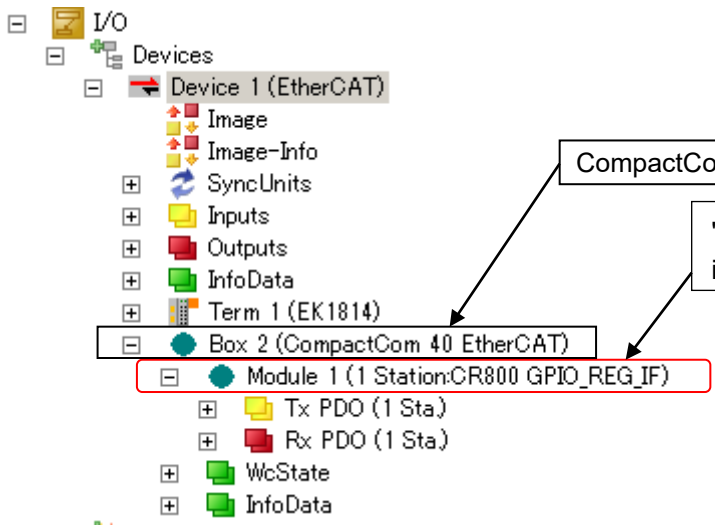 I/O
Devices
Device 1 (EtherCAT)
Image
Image-Info
CompactCo
SyncUnits
Inputs
Outputs
InfoData
Term 1 (EK1814)
Box 2 (CompactCom 40 EtherCAT)
Module 1 (1 Station:CR800 GPIO_REG_IF)
Tx PDO (1 Sta.)
Rx PDO (1 Sta.)
WcState
InfoData